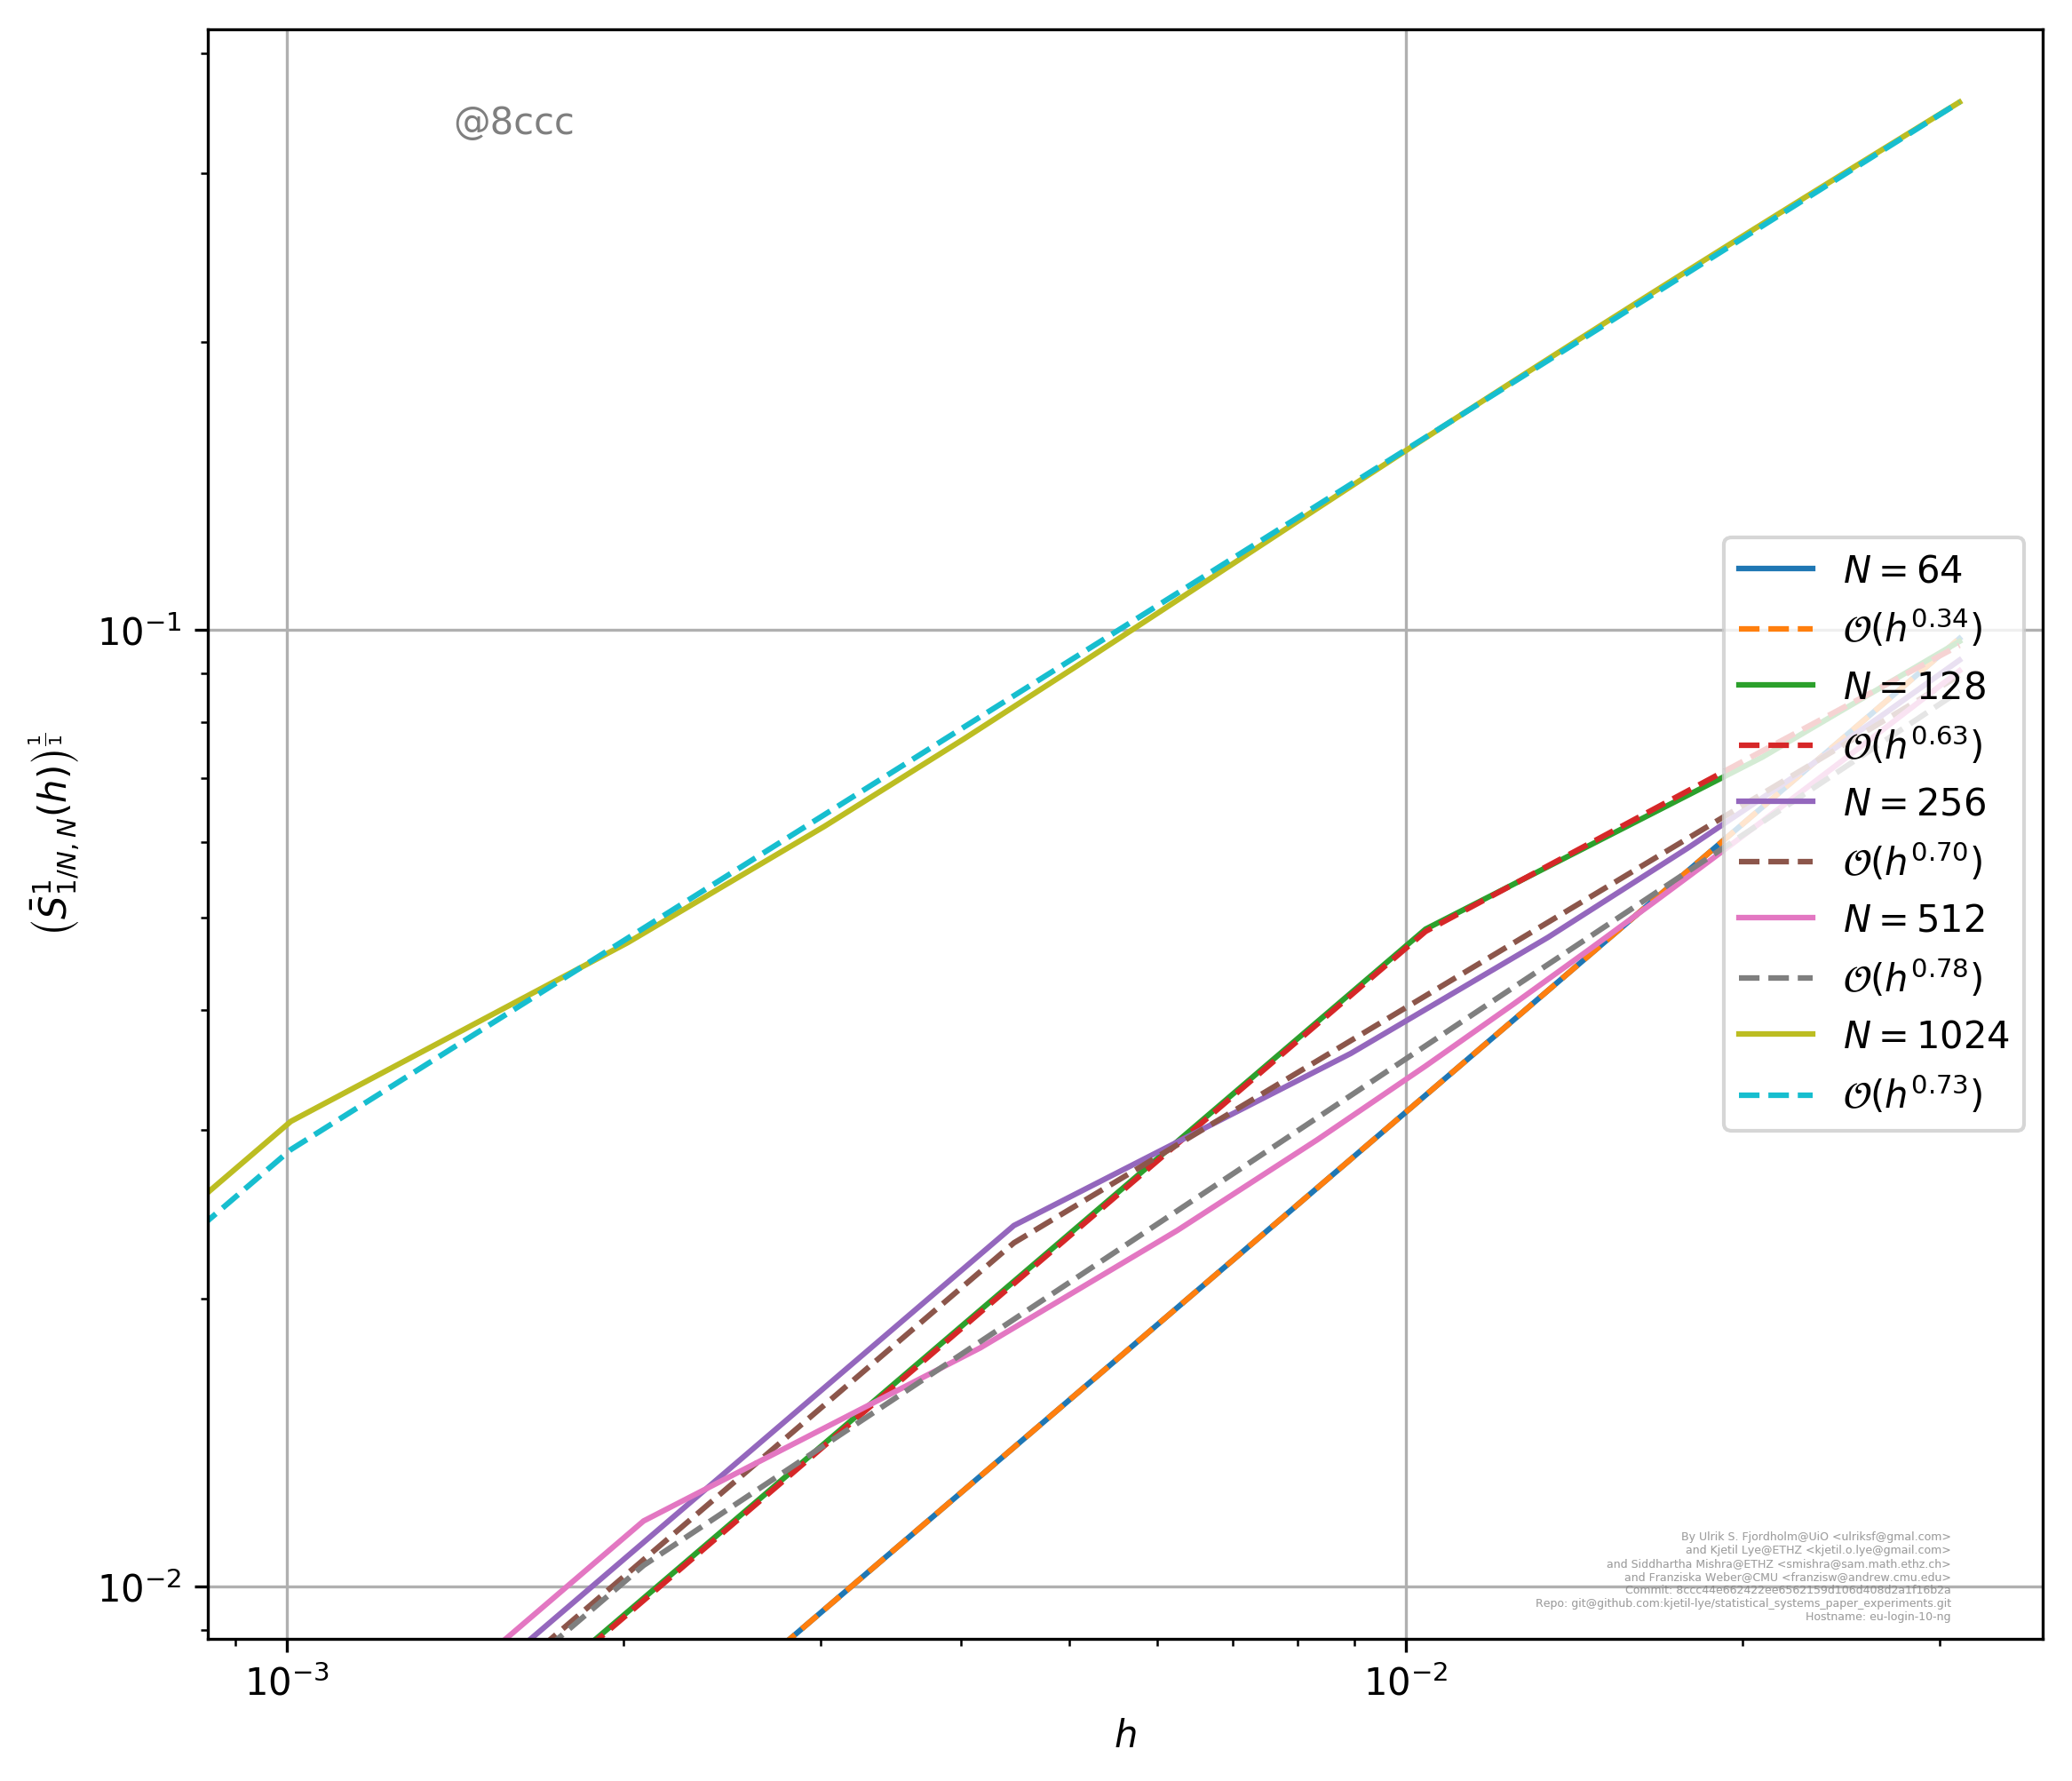 @8ccc
10⁻¹
10⁻²
(S̄¹₁/N,N(h))^(1/1)
N = 64
𝒪(h^0.34)
N = 128
𝒪(h^0.63)
N = 256
𝒪(h^0.70)
N = 512
𝒪(h^0.78)
N = 1024
𝒪(h^0.73)
By Ulrik S. Fjordholm@UiO <ulriksf@gmal.com>
and Kjetil Lye@ETHZ <kjetil.o.lye@gmail.com>
and Siddhartha Mishra@ETHZ <smishra@sam.math.ethz.ch>
and Franziska Weber@CMU <franzisw@andrew.cmu.edu>
Commit: 8ccc44e662422ee6562159d106d408d2a1f16b2a
Repo: git@github.com:kjetil-lye/statistical_systems_paper_experiments.git
Hostname: eu-login-10-ng
10⁻³
10⁻²
h